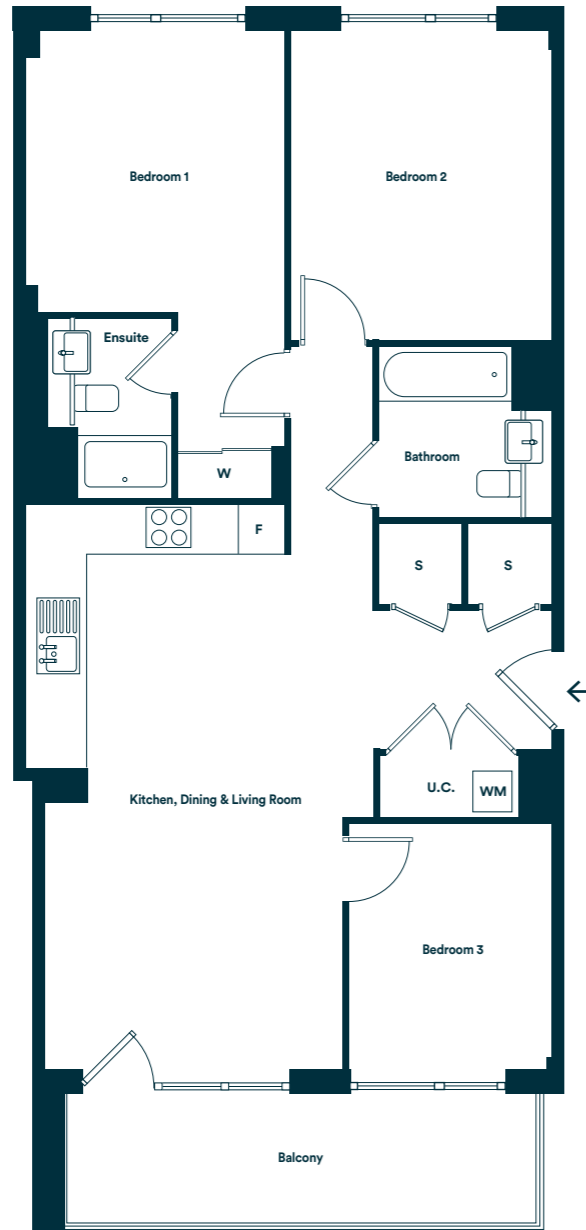 Bedroom 1
Bedroom 2
Ensuite
Bathroom
W
F
S
S
U.C.
WM
Kitchen, Dining & Living Room
Bedroom 3
Balcony